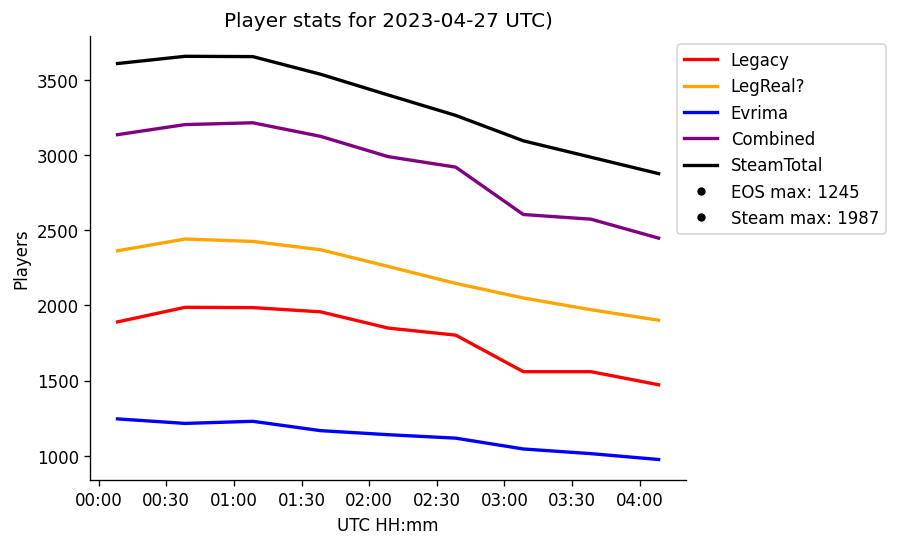 Player stats for 2023-04-27 UTC)
Legacy
LegReal?
Evrima
Combined
SteamTotal
EOS max: 1245
Steam max: 1987
Players
3500
3000
2500
2000
1500
1000
00:00 00:30 01:00 01:30 02:00 02:30 03:00 03:30 04:00
UTC HH:mm